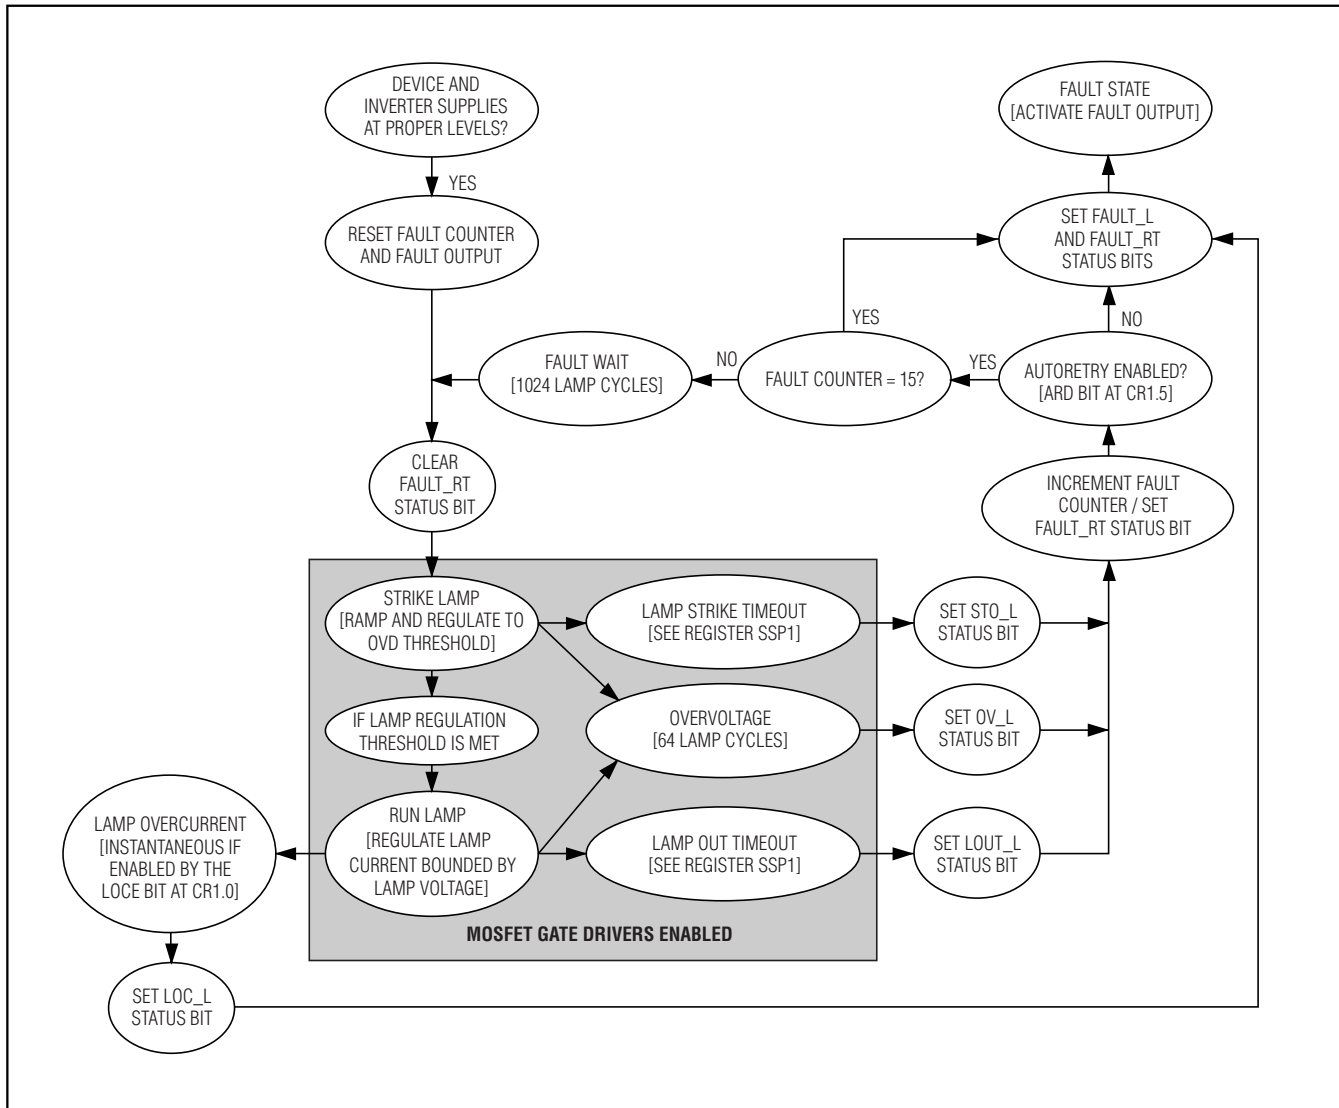 DEVICE AND
INVERTER SUPPLIES
AT PROPER LEVELS?
YES
RESET FAULT COUNTER
AND FAULT OUTPUT
FAULT STATE
[ACTIVATE FAULT OUTPUT]
SET FAULT_L
AND FAULT_RT
STATUS BITS
YES
NO
FAULT WAIT
[1024 LAMP CYCLES]
NO
FAULT COUNTER = 15?
YES
AUTORETRY ENABLED?
[ARD BIT AT CR1.5]
CLEAR
FAULT_RT
STATUS BIT
INCREMENT FAULT
COUNTER / SET
FAULT_RT STATUS BIT
STRIKE LAMP
[RAMP AND REGULATE TO
OVD THRESHOLD]
LAMP STRIKE TIMEOUT
[SEE REGISTER SSP1]
SET STO_L
STATUS BIT
IF LAMP REGULATION
THRESHOLD IS MET
OVERVOLTAGE
[64 LAMP CYCLES]
SET OV_L
STATUS BIT
LAMP OVERCURRENT
[INSTANTANEOUS IF
ENABLED BY THE
LOCE BIT AT CR1.0]
RUN LAMP
[REGULATE LAMP
CURRENT BOUNDED BY
LAMP VOLTAGE]
LAMP OUT TIMEOUT
[SEE REGISTER SSP1]
SET LOUT_L
STATUS BIT
MOSFET GATE DRIVERS ENABLED
SET LOC_L
STATUS BIT